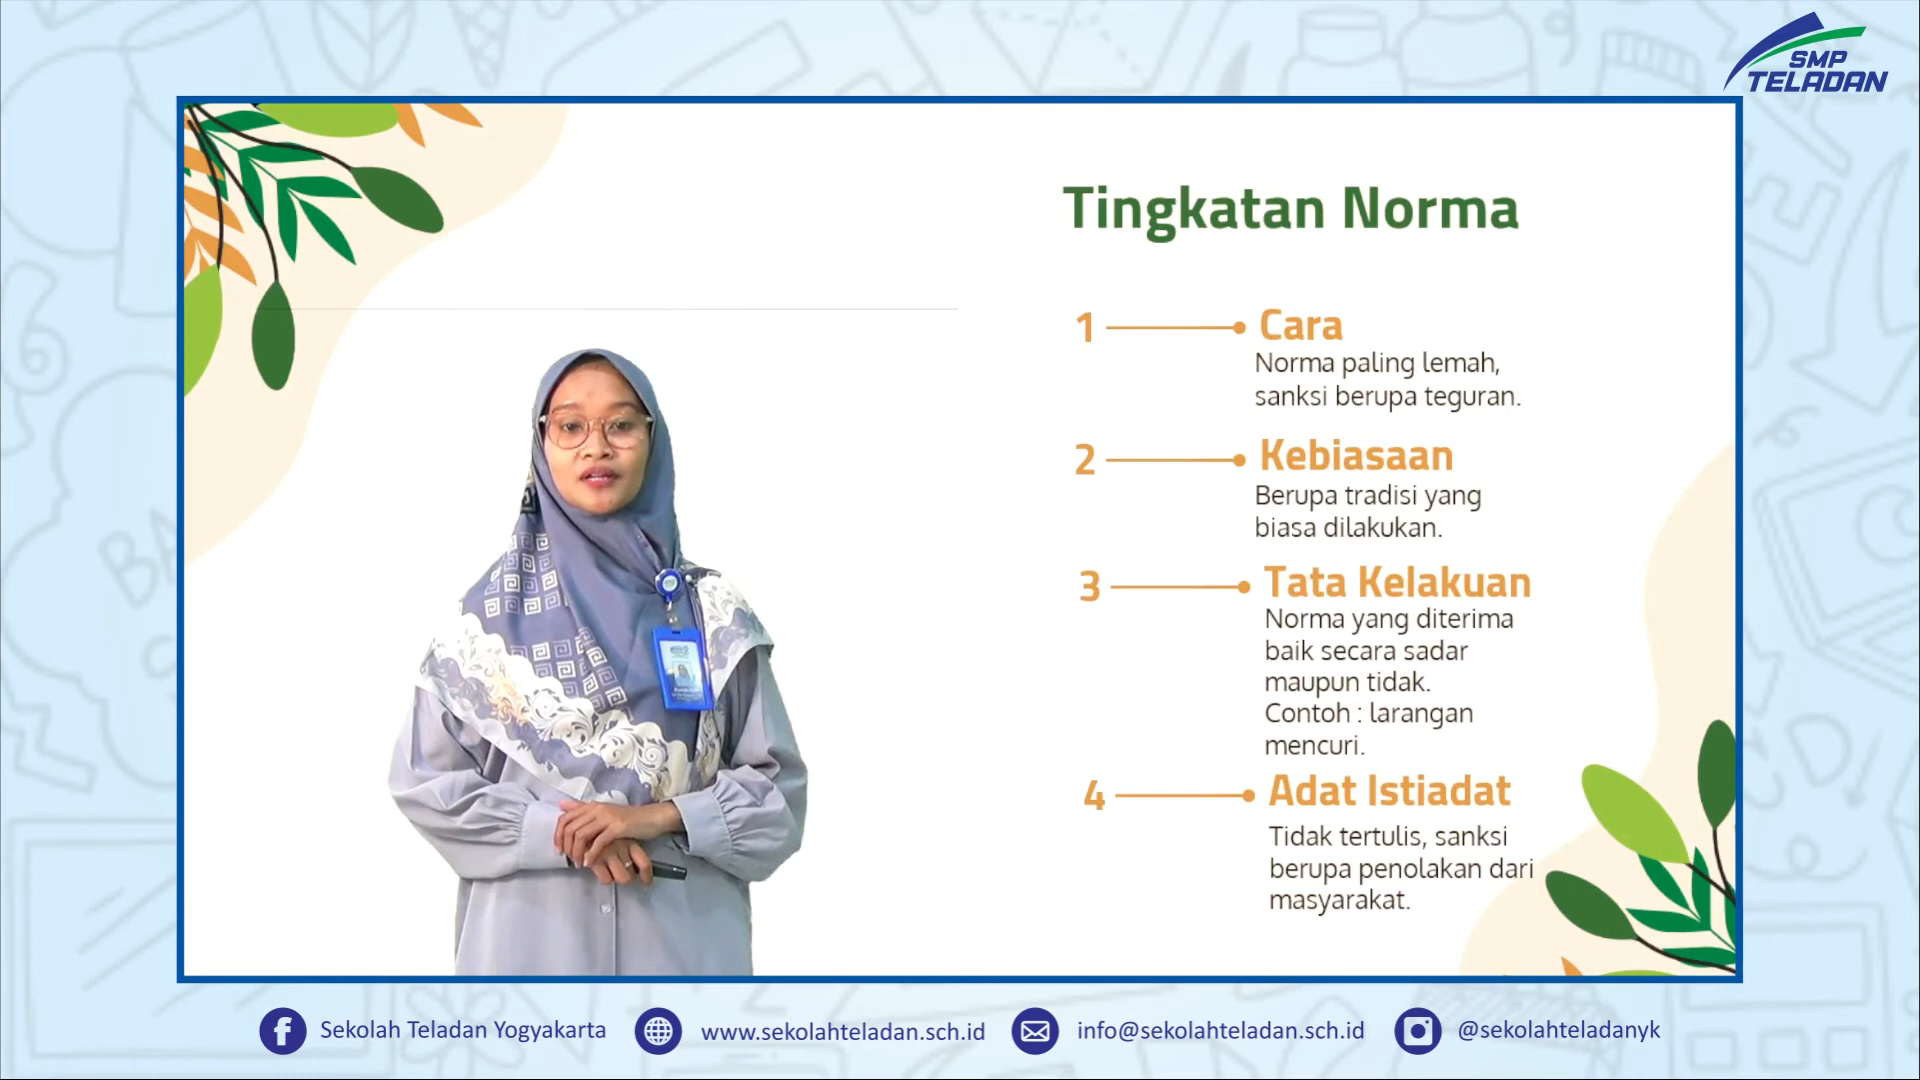 SMP
TELADAN
Tingkatan Norma
1
Cara
Norma paling lemah,
sanksi berupa teguran.
2
Kebiasaan
Berupa tradisi yang
biasa dilakukan.
3
Tata Kelakuan
Norma yang diterima
baik secara sadar
maupun tidak.
Contoh : larangan
mencuri.
4
Adat Istiadat
Tidak tertulis, sanksi
berupa penolakan dari
masyarakat.
Sekolah Teladan Yogyakarta
www.sekolahteladan.sch.id
info@sekolahteladan.sch.id
@sekolahteladanyk